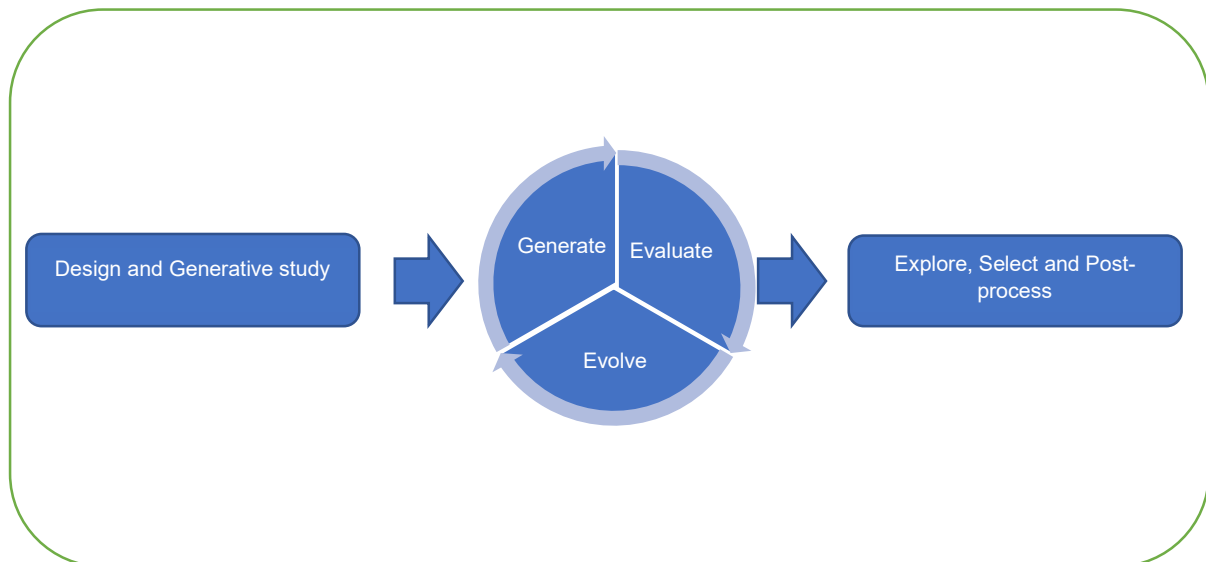 Design and Generative study
Generate
Evaluate
Evolve
Explore, Select and Post-
process